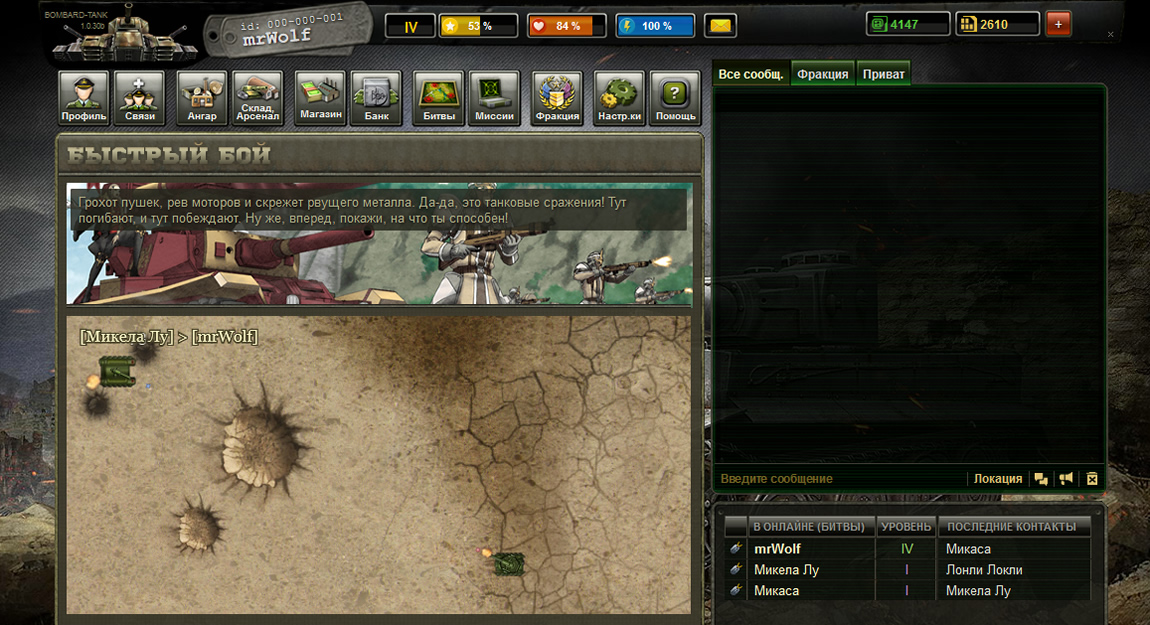 BOMBARD-TANK
1.0.30b
id: 000-000-001
mrWolf
IV
53 %
84 %
100 %
4147
2610
+
Профиль
Связи
Ангар
Склад, Арсенал
Магазин
Банк
Битвы
Миссии
Фракция
Настр.ки
Помощь
Все сообщ.
Фракция
Приват
БЫСТРЫЙ БОЙ
Грохот пушек, рев моторов и скрежет рвущего металла. Да-да, это танковые сражения! Тут
погибают, и тут побеждают. Ну же, вперед, покажи, на что ты способен!
[Микела Лу] > [mrWolf]
Введите сообщение
Локация
В ОНЛАЙНЕ (БИТВЫ) УРОВЕНЬ ПОСЛЕДНИЕ КОНТАКТЫ
mrWolf IV Микаса
Микела Лу I Лонли Локли
Микаса I Микела Лу